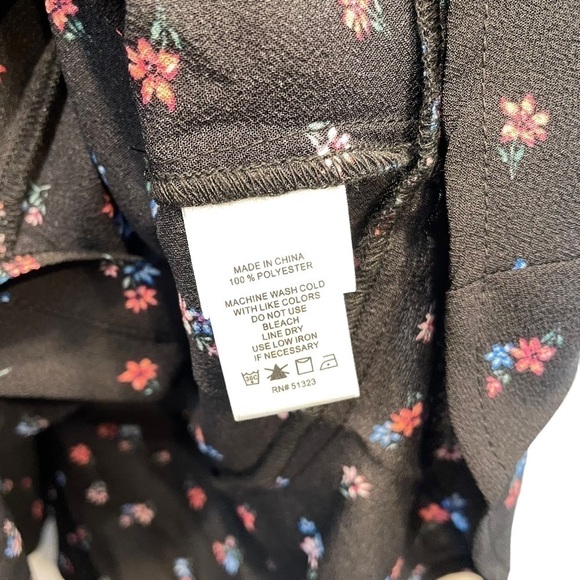 MADE IN CHINA
100 % POLYESTER
MACHINE WASH COLD
WITH LIKE COLORS
DO NOT USE
BLEACH
LINE DRY
USE LOW IRON
IF NECESSARY
RN# 51323